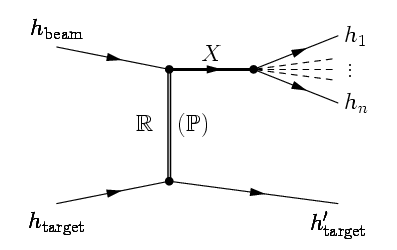 h_beam
X
h_1
⋮
h_n
ℝ (ℙ)
h_target
h'_target